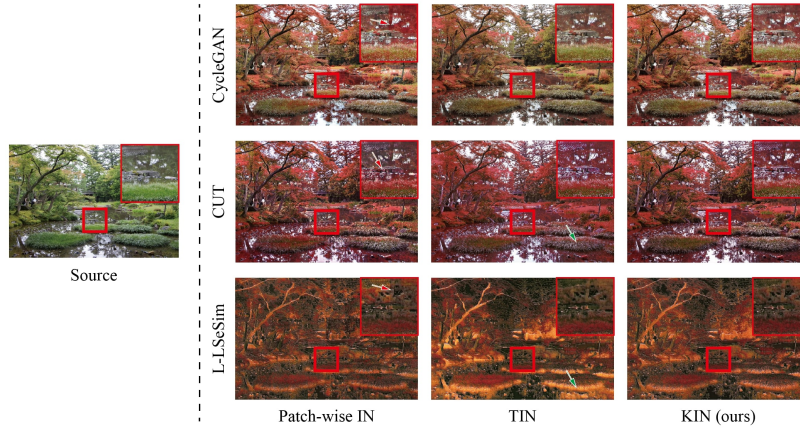 CycleGAN
CUT
Source
L-LSeSim
Patch-wise IN
TIN
KIN (ours)